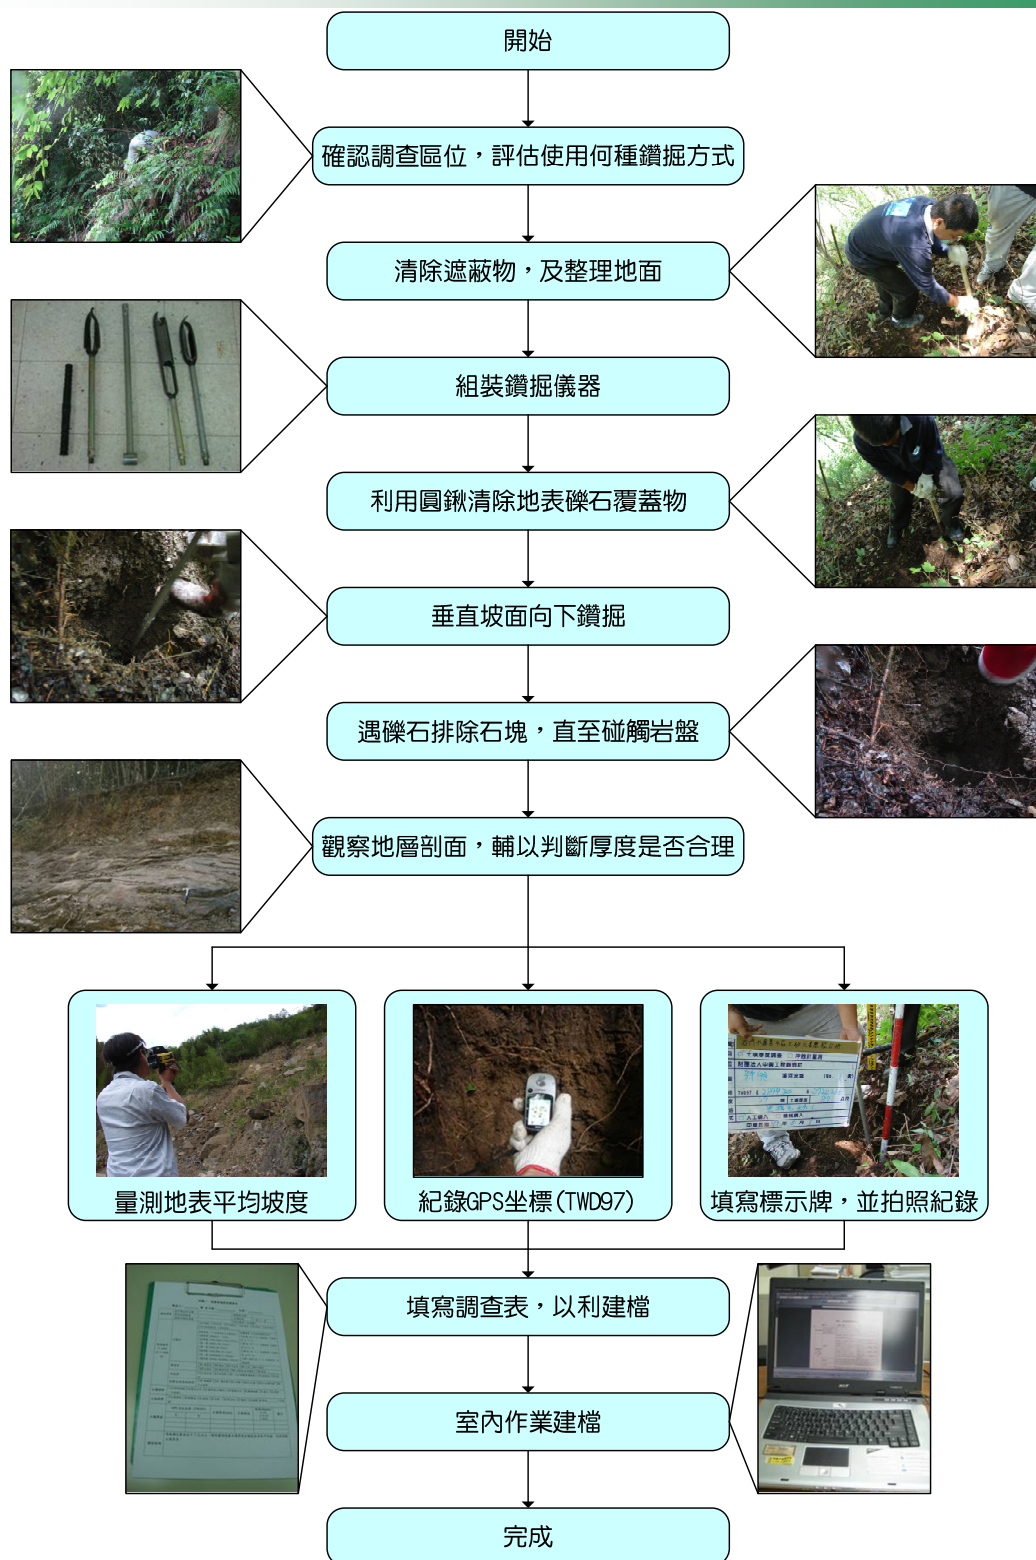 開始
確認調查區位，評估使用何種鑽掘方式
清除遮蔽物，及整理地面
組裝鑽掘儀器
利用圓鍬清除地表礫石覆蓋物
垂直坡面向下鑽掘
遇礫石排除石塊，直至碰觸岩盤
觀察地層剖面，輔以判斷厚度是否合理
量測地表平均坡度
紀錄GPS坐標(TWD97)
填寫標示牌，並拍照紀錄
填寫調查表，以利建檔
室內作業建檔
完成